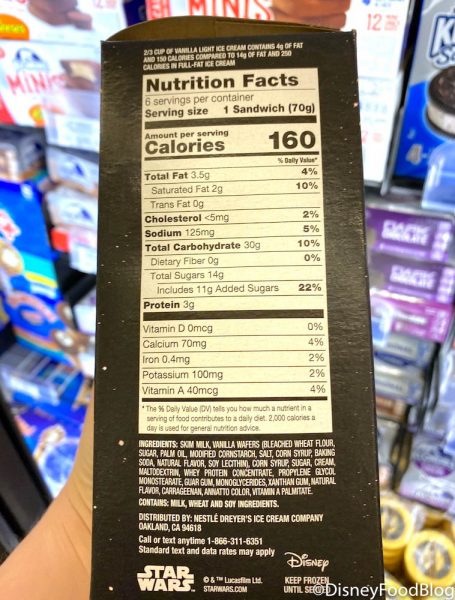 MINIS
12
MINIS
2/3 CUP OF VANILLA LIGHT ICE CREAM CONTAINS 4g OF FAT
AND 150 CALORIES COMPARED TO 14g OF FAT AND 250
CALORIES IN FULL-FAT ICE CREAM
Nutrition Facts
6 servings per container
Serving size 1 Sandwich (70g)
Amount per serving
Calories 160
% Daily Value*
Total Fat 3.5g 4%
Saturated Fat 2g 10%
Trans Fat 0g
Cholesterol <5mg 2%
Sodium 125mg 5%
Total Carbohydrate 30g 10%
Dietary Fiber 0g 0%
Total Sugars 14g
Includes 11g Added Sugars 22%
Protein 3g
Vitamin D 0mcg 0%
Calcium 70mg 4%
Iron 0.4mg 2%
Potassium 100mg 2%
Vitamin A 40mcg 4%
* The % Daily Value (DV) tells you how much a nutrient in a
serving of food contributes to a daily diet. 2,000 calories a
day is used for general nutrition advice.
INGREDIENTS: SKIM MILK, VANILLA WAFERS (BLEACHED WHEAT FLOUR,
SUGAR, PALM OIL, MODIFIED CORNSTARCH, SALT, CORN SYRUP, BAKING
SODA, NATURAL FLAVOR, SOY LECITHIN), CORN SYRUP, SUGAR, CREAM,
MALTODEXTRIN, WHEY PROTEIN CONCENTRATE, PROPYLENE GLYCOL
MONOSTEARATE, GUAR GUM, MONOGLYCERIDES, XANTHAN GUM, NATURAL
FLAVOR, CARRAGEENAN, ANNATTO COLOR, VITAMIN A PALMITATE.
CONTAINS: MILK, WHEAT AND SOY INGREDIENTS.
DISTRIBUTED BY: NESTLÉ DREYER'S ICE CREAM COMPANY
OAKLAND, CA 94618
Call or text anytime 1-866-311-6351
Standard text and data rates may apply
Disney
STAR WARS
© & ™ Lucasfilm Ltd.
STARWARS.COM
KEEP FROZEN
UNTIL
©DisneyFoodBlog